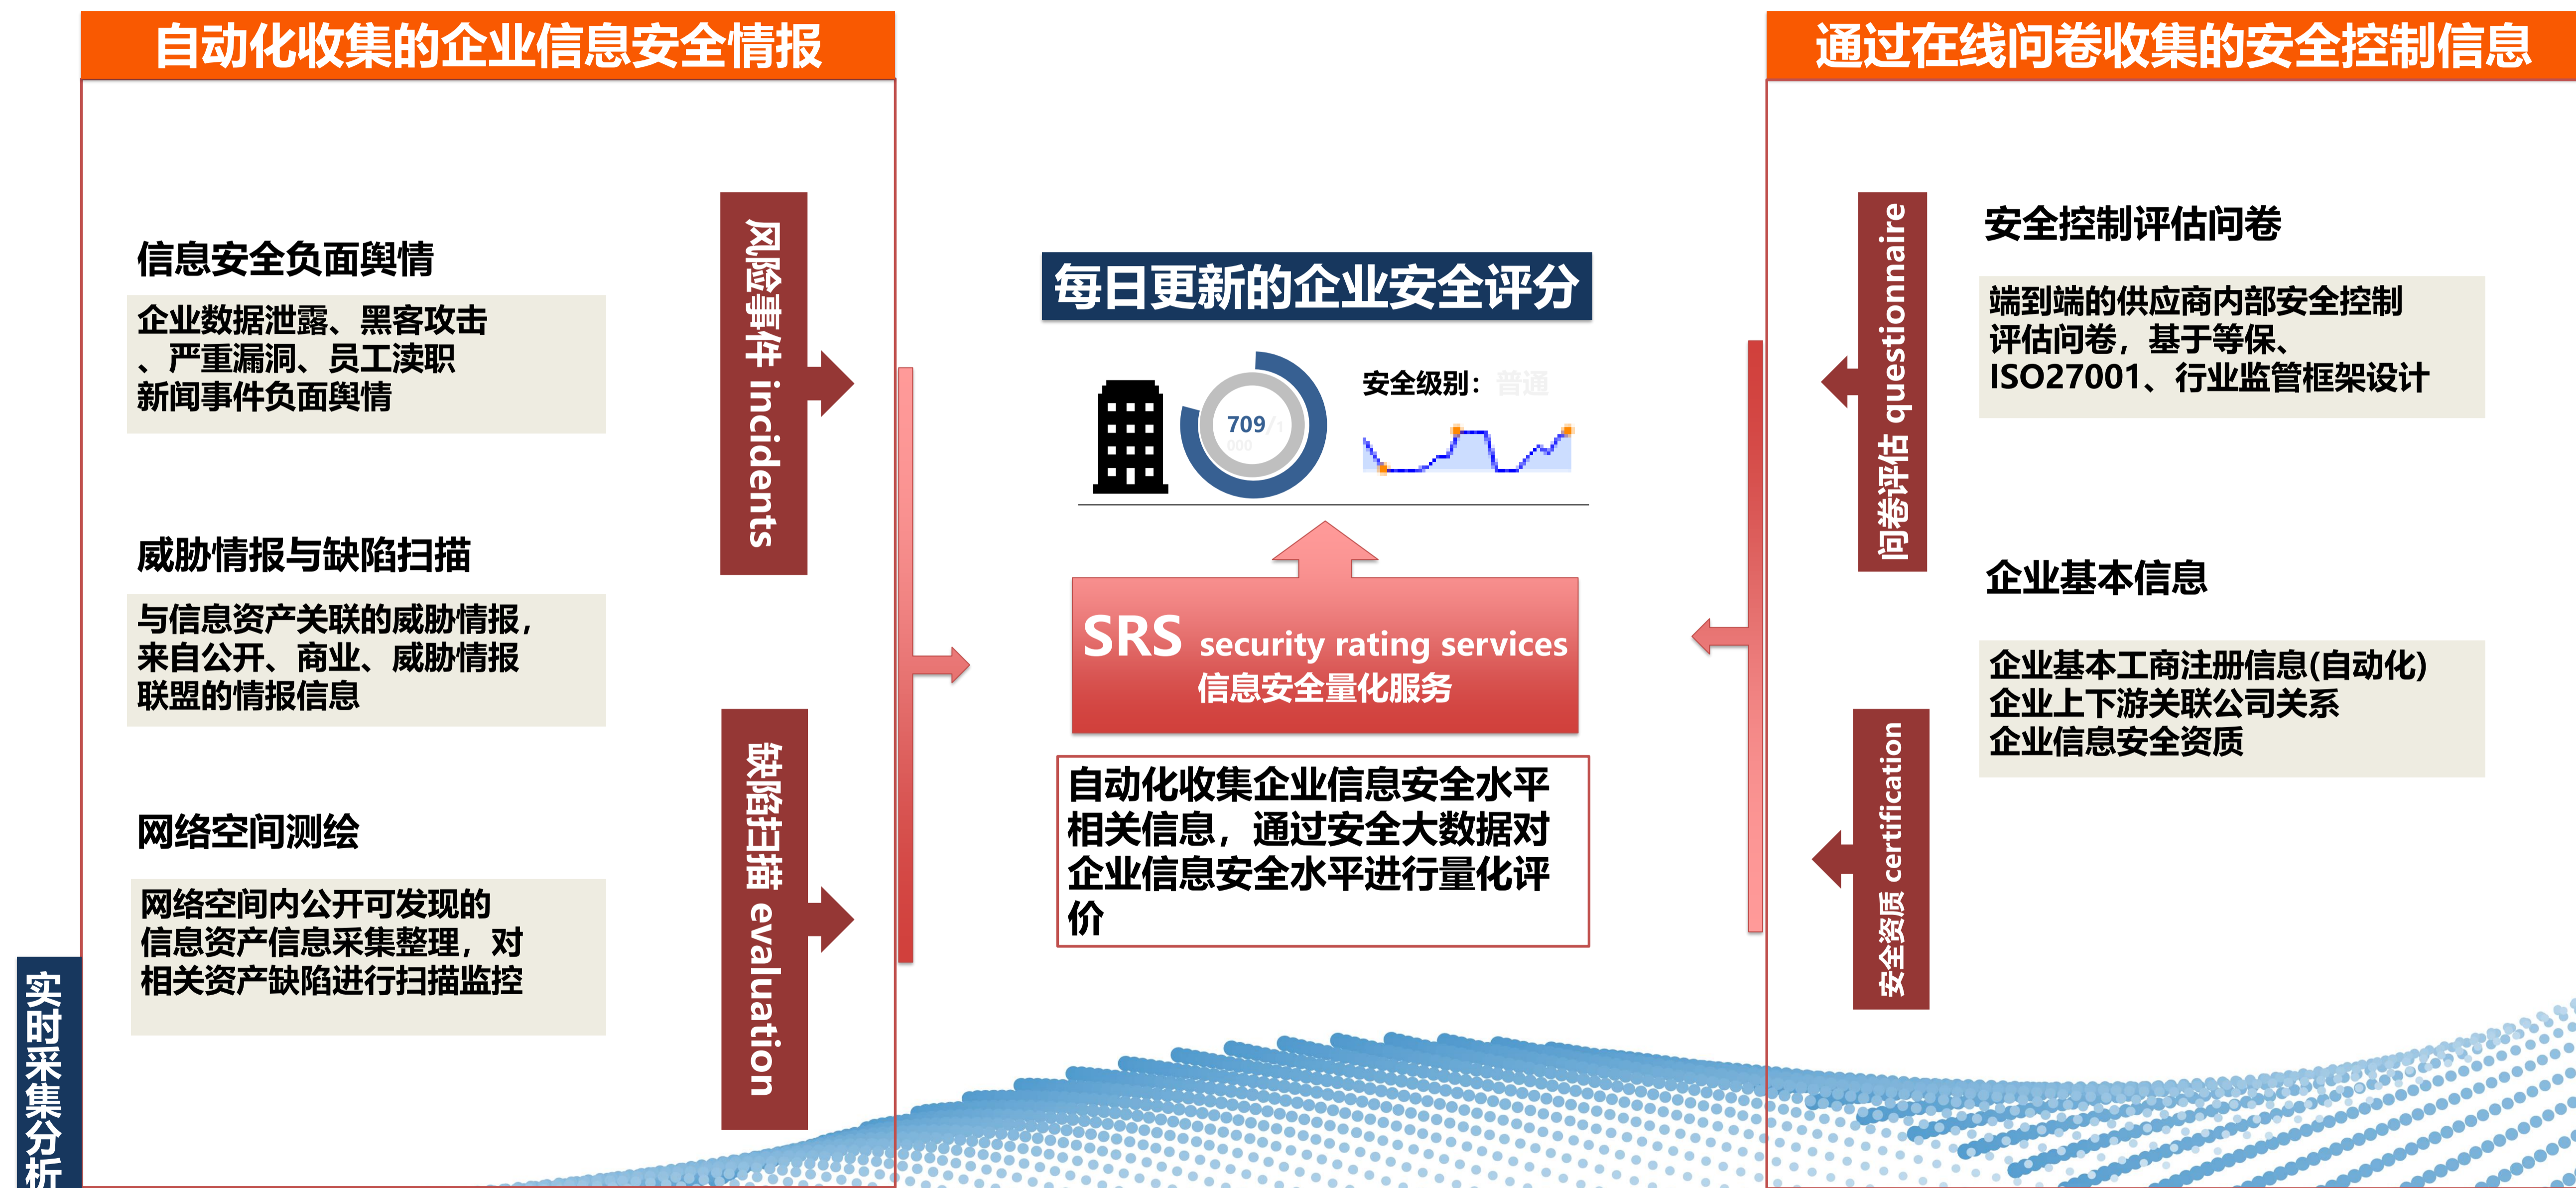 自动化收集的企业信息安全情报
信息安全负面舆情
企业数据泄露、黑客攻击
、严重漏洞、员工渎职
新闻事件负面舆情
威胁情报与缺陷扫描
与信息资产关联的威胁情报，
来自公开、商业、威胁情报
联盟的情报信息
网络空间测绘
网络空间内公开可发现的
信息资产信息采集整理，对
相关资产缺陷进行扫描监控
风险事件 incidents
缺陷扫描 evaluation
实时采集分析
每日更新的企业安全评分
709/1
000
安全级别：普通
SRS security rating services
信息安全量化服务
自动化收集企业信息安全水平
相关信息，通过安全大数据对
企业信息安全水平进行量化评
价
通过在线问卷收集的安全控制信息
问卷评估 questionnaire
安全资质 certification
安全控制评估问卷
端到端的供应商内部安全控制
评估问卷，基于等保、
ISO27001、行业监管框架设计
企业基本信息
企业基本工商注册信息(自动化)
企业上下游关联公司关系
企业信息安全资质